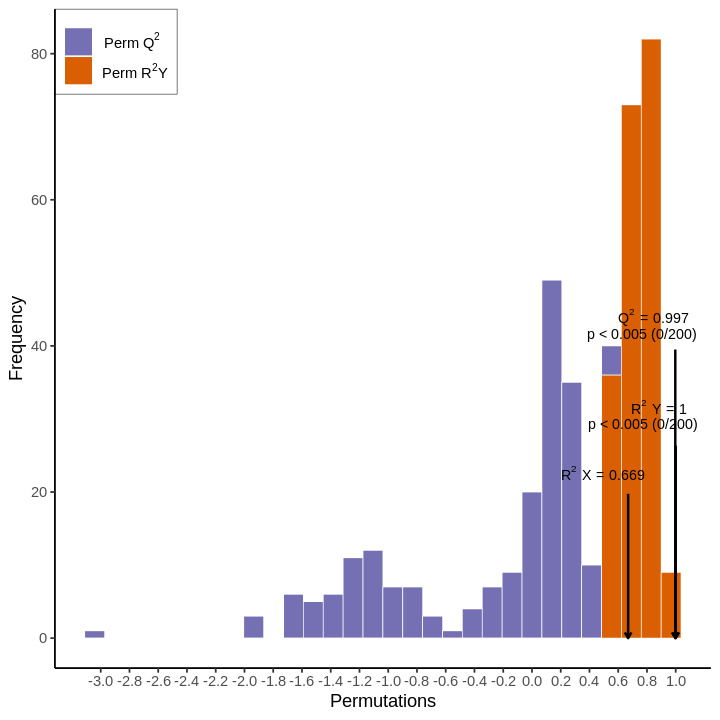 Perm Q²
Perm R²Y
80
60
40
20
0
Frequency
Q² = 0.997
p < 0.005 (0/200)
R² Y = 1
p < 0.005 (0/200)
R² X = 0.669
-3.0 -2.8 -2.6 -2.4 -2.2 -2.0 -1.8 -1.6 -1.4 -1.2 -1.0 -0.8 -0.6 -0.4 -0.2 0.0 0.2 0.4 0.6 0.8 1.0
Permutations